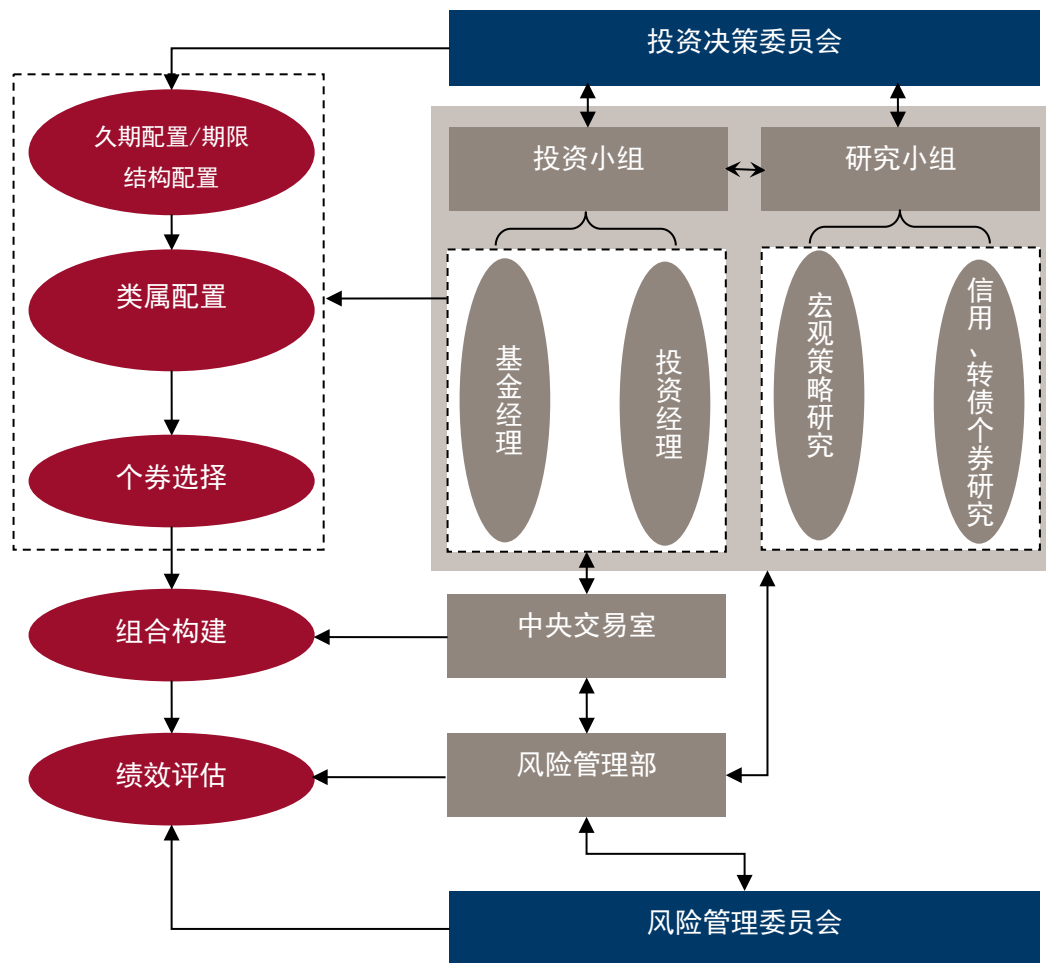 投资决策委员会
久期配置/期限
结构配置
投资小组
研究小组
类属配置
基金经理
投资经理
宏观策略研究
信用、转债个券研究
个券选择
组合构建
中央交易室
绩效评估
风险管理部
风险管理委员会